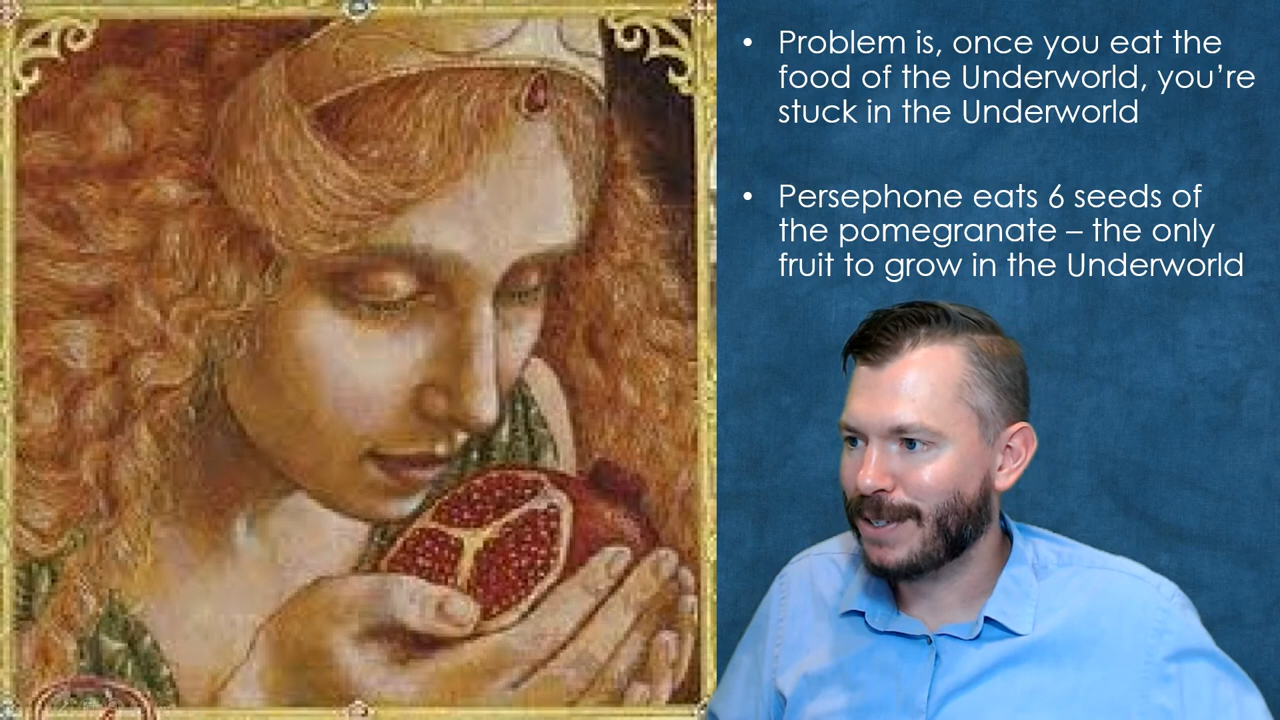 • Problem is, once you eat the
food of the Underworld, you’re
stuck in the Underworld
• Persephone eats 6 seeds of
the pomegranate – the only
fruit to grow in the Underworld